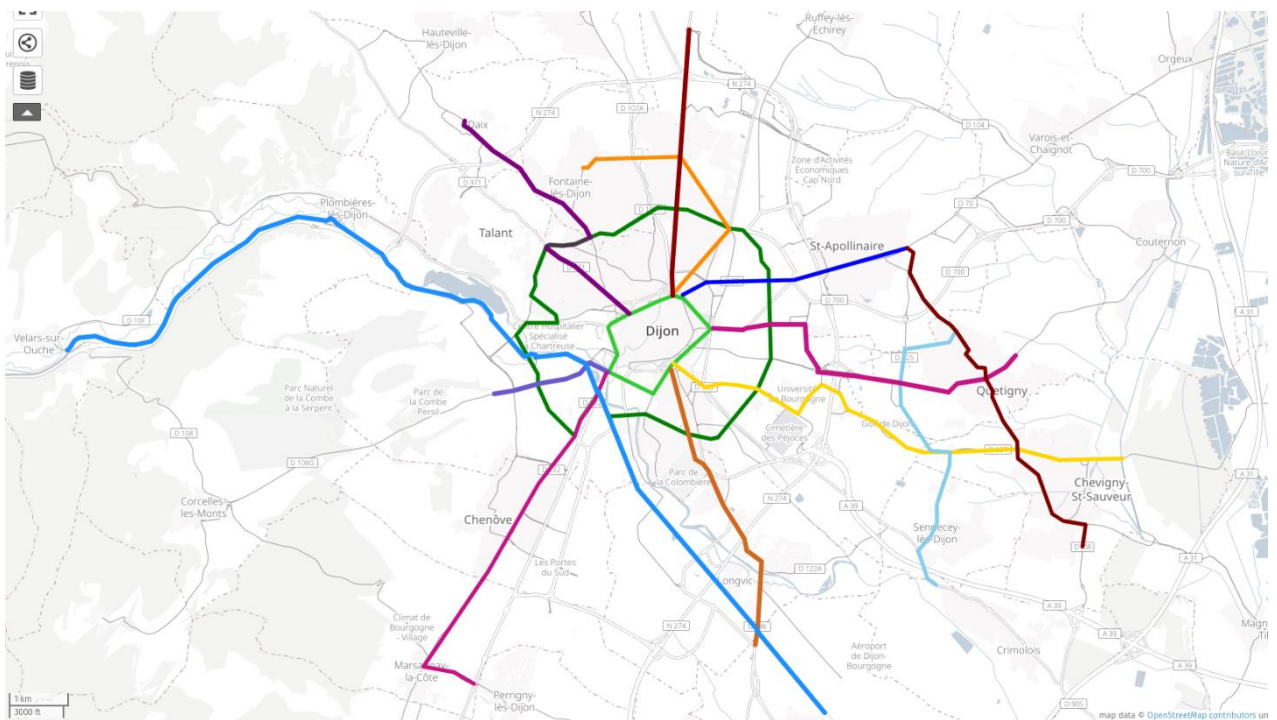 Ruffey-lès-
Echirey
Hauteville-
lès-Dijon
Orgeux
N 274
D 107A
N 274
Daix
D 104
Varois-et-
Chaignot
Zone d'Activités
Économiques
Cap Nord
D 700
D 971
Fontaine-
lès-Dijon
Plombières-
lès-Dijon
D 70
D 700
Talant
St-Apollinaire
Couternon
D 700
D 700
A 31
D 10F
Velars-sur-
Ouche
Dijon
Centre Hospitalier
Spécialisé
La Chartreuse
Parc Naturel
de la Combe
à la Serpent
Parc de
la Combe
Persil
Université
de Bourgogne
Quetigny
D 108
Cimetière
des Péjoces
Golf de Dijon
D 108G
A 31
Parc de
la Colombière
Chevigny-
St-Sauveur
Corcelles-
les-Monts
N 274
A 39
Chenôve
Sennecey-
lès-Dijon
A 31
Les Portes
du Sud
D 122A
Longvic
A 39
Climat de
Bourgogne
- Village
N 274
Crimolois
Aéroport
de Dijon-
Bourgogne
Marsannay-
la-Côte
A 39
Perrigny-
lès-Dijon
D 905
1 km
3000 ft
map data © OpenStreetMap contributors un